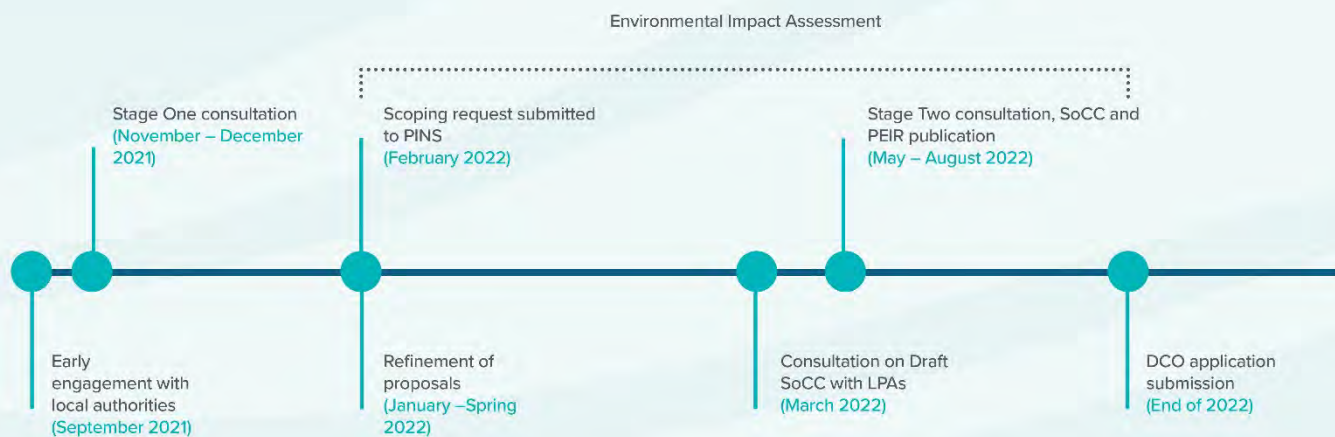 Environmental Impact Assessment
Stage One consultation
(November – December
2021)
Scoping request submitted
to PINS
(February 2022)
Stage Two consultation, SoCC and
PEIR publication
(May – August 2022)
Early
engagement with
local authorities
(September 2021)
Refinement of
proposals
(January –Spring
2022)
Consultation on Draft
SoCC with LPAs
(March 2022)
DCO application
submission
(End of 2022)